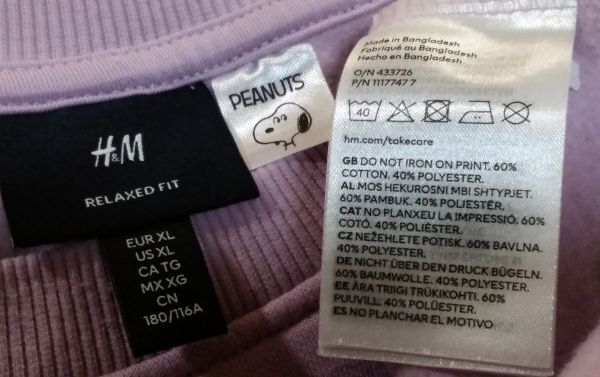 H&M
RELAXED FIT
EUR XL
US XL
CA TG
MX XG
CN
180/116A
PEANUTS
Made in Bangladesh
Fabriqué au Bangladesh
Hecho en Bangladesh
O/N 433726
P/N 1117747 7
40
hm.com/takecare
GB DO NOT IRON ON PRINT. 60%
COTTON. 40% POLYESTER.
AL MOS HEKUROSNI MBI SHTYPJET.
60% PAMBUK. 40% POLIESTËR.
CAT NO PLANXEU LA IMPRESSIÓ. 60%
COTÓ. 40% POLIÈSTER.
CZ NEŽEHLETE POTISK. 60% BAVLNA.
40% POLYESTER.
DE NICHT ÜBER DEN DRUCK BÜGELN.
60% BAUMWOLLE. 40% POLYESTER.
EE ÄRA TRIIGI TRÜKIKOHTI. 60%
PUUVILL. 40% POLÜESTER.
ES NO PLANCHAR EL MOTIVO